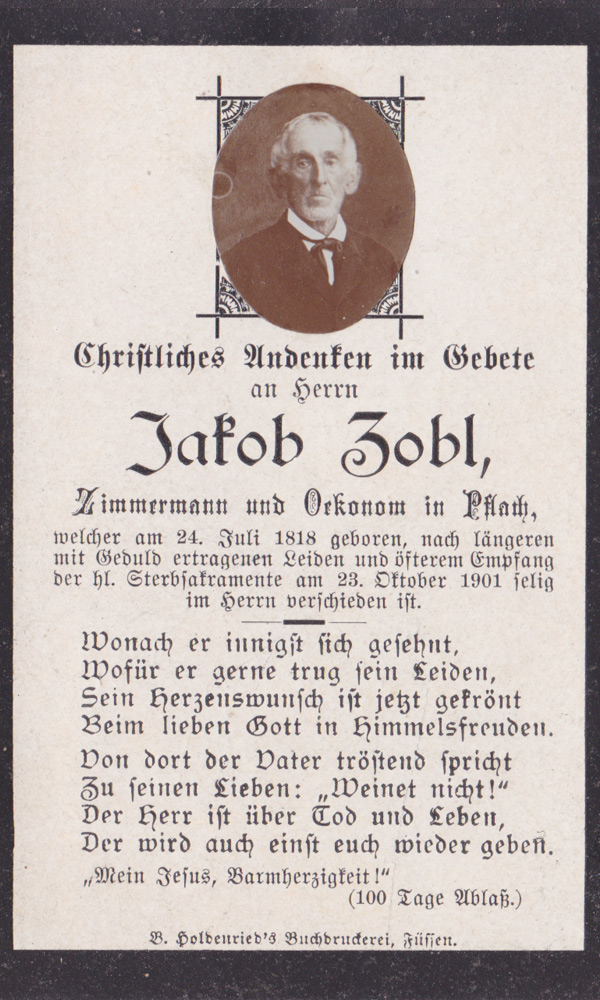 Christliches Andenken im Gebete
an Herrn
Jakob Zobl,
Zimmermann und Oekonom in Pflach,
welcher am 24. Juli 1818 geboren, nach längeren
mit Geduld ertragenen Leiden und öfterem Empfang
der hl. Sterbsakramente am 23. Oktober 1901 selig
im Herrn verschieden ist.
Wonach er innigst sich gesehnt,
Wofür er gerne trug sein Leiden,
Sein Herzenswunsch ist jetzt gekrönt
Beim lieben Gott in Himmelsfreuden.
Von dort der Vater tröstend spricht
Zu seinen Lieben: „Weinet nicht!“
Der Herr ist über Tod und Leben,
Der wird auch einst euch wieder geben.
„Mein Jesus, Barmherzigkeit!“
(100 Tage Ablaß.)
B. Holdenried's Buchdruckerei, Füssen.